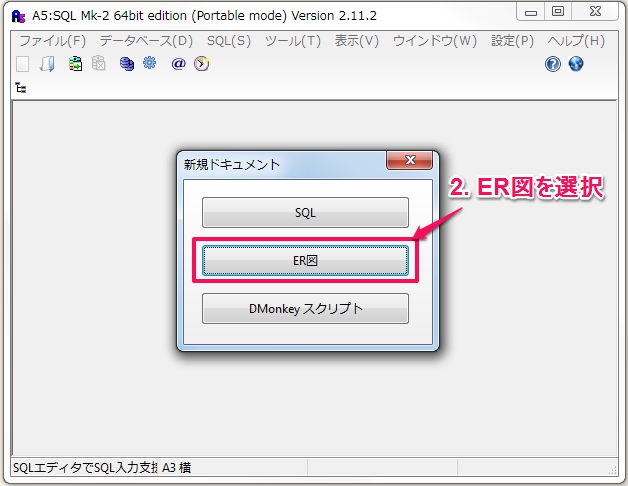 A5:SQL Mk-2 64bit edition (Portable mode) Version 2.11.2
ファイル(F) データベース(D) SQL(S) ツール(T) 表示(V) ウインドウ(W) 設定(P) ヘルプ(H)
新規ドキュメント
SQL
2. ER図を選択
ER図
DMonkey スクリプト
SQLエディタでSQL入力支援 A3 横